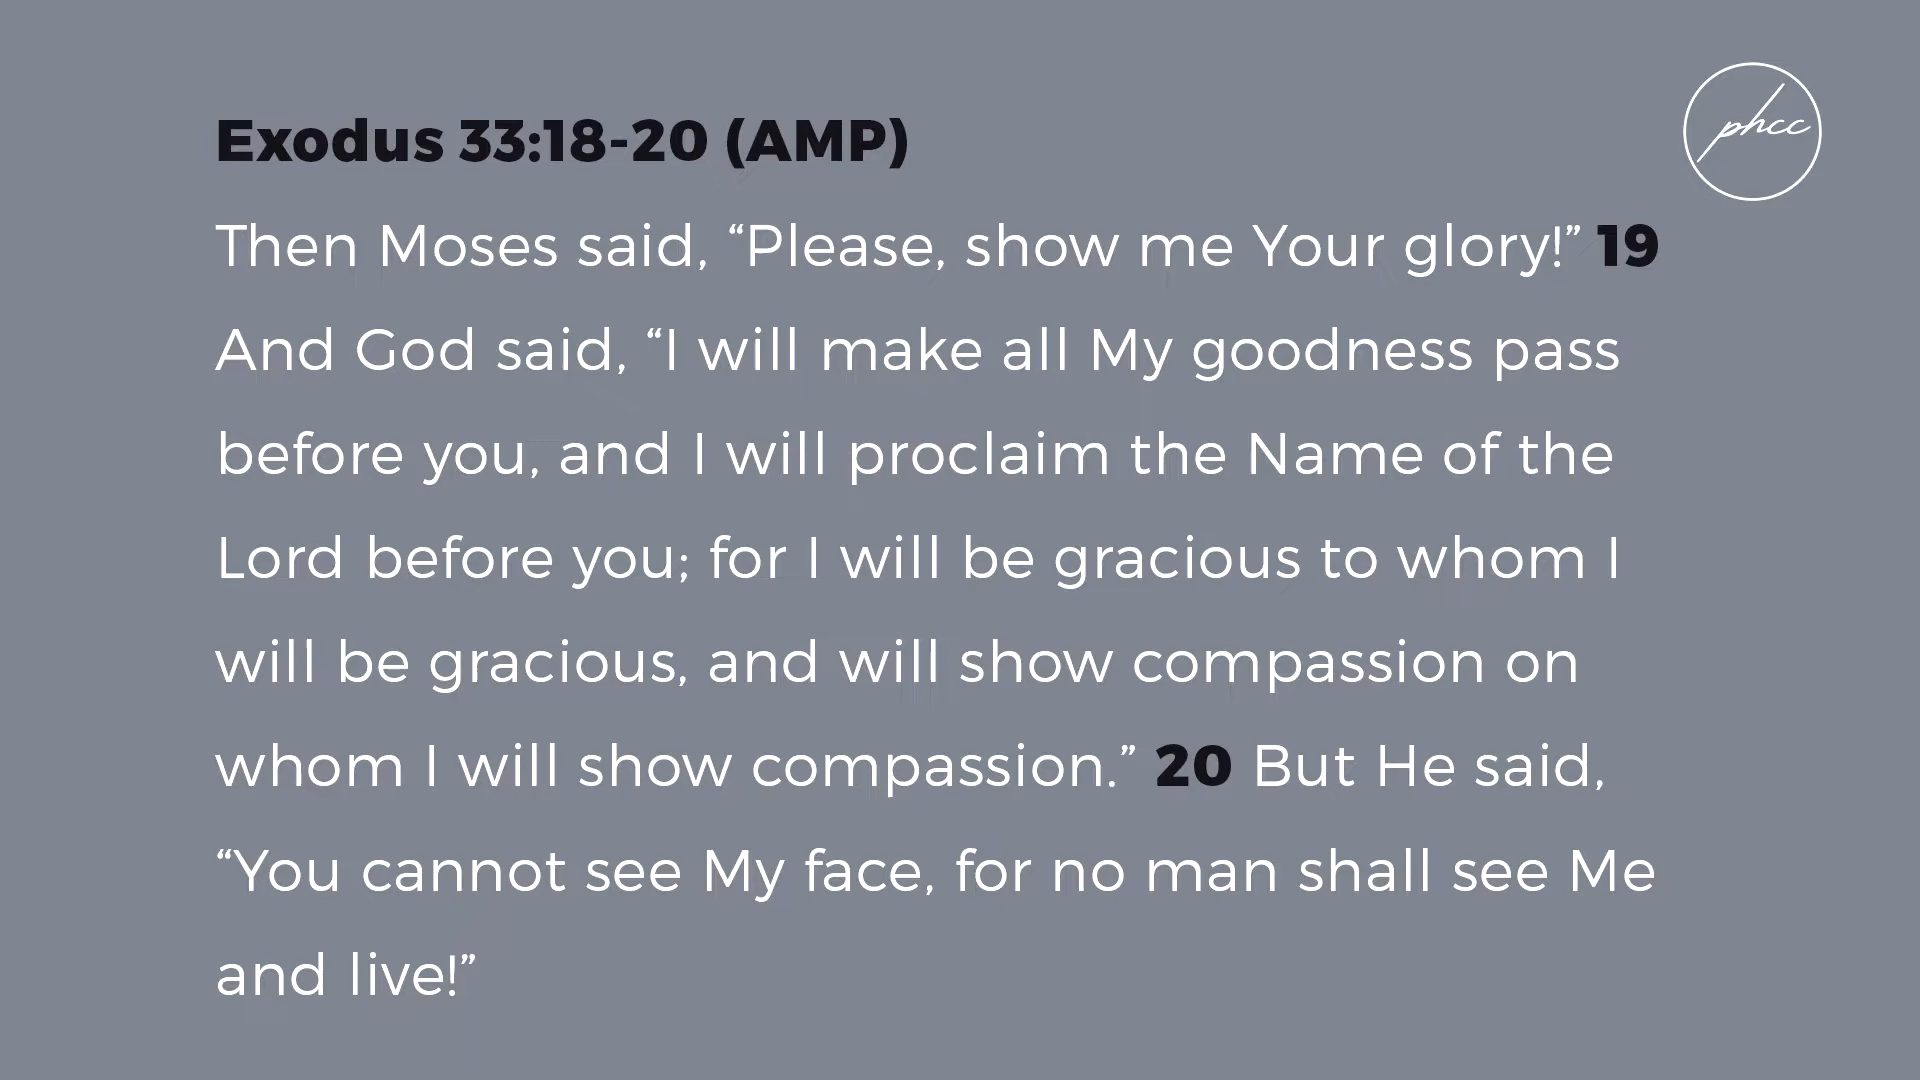 phcc
Exodus 33:18-20 (AMP)
Then Moses said, “Please, show me Your glory!” 19
And God said, “I will make all My goodness pass
before you, and I will proclaim the Name of the
Lord before you; for I will be gracious to whom I
will be gracious, and will show compassion on
whom I will show compassion.” 20 But He said,
“You cannot see My face, for no man shall see Me
and live!”